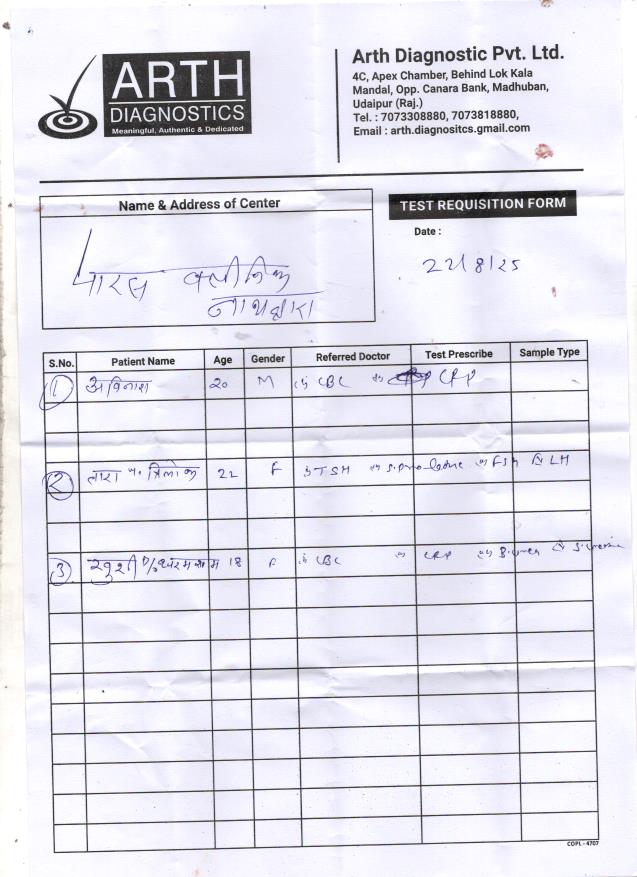 ARTH
DIAGNOSTICS
Meaningful, Authentic & Dedicated
Arth Diagnostic Pvt. Ltd.
4C, Apex Chamber, Behind Lok Kala
Mandal, Opp. Canara Bank, Madhuban,
Udaipur (Raj.)
Tel. : 7073308880, 7073818880,
Email : arth.diagnositcs.gmail.com
Name & Address of Center
पारस क्लीनिक
नाथद्वारा
TEST REQUISITION FORM
Date :
22/8/25
S.No. Patient Name Age Gender Referred Doctor Test Prescribe Sample Type
1 अविनाश 20 M CBC CRP
2 तारा त्रिलोक 22 F TSH FSH LH
3 खुशी D/o 18 F CBC CRP
COPL - 4707